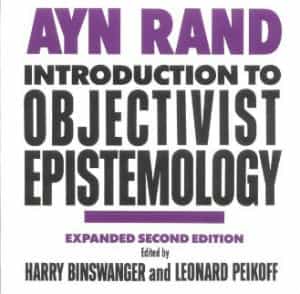 AYN RAND
INTRODUCTION TO
OBJECTIVIST
EPISTEMOLOGY
EXPANDED SECOND EDITION
Edited by
HARRY BINSWANGER and LEONARD PEIKOFF